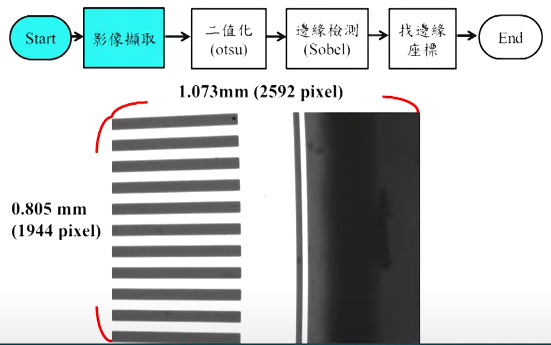 Start
影像擷取
二值化
(otsu)
邊緣檢測
(Sobel)
找邊緣
座標
End
1.073mm (2592 pixel)
0.805 mm
(1944 pixel)